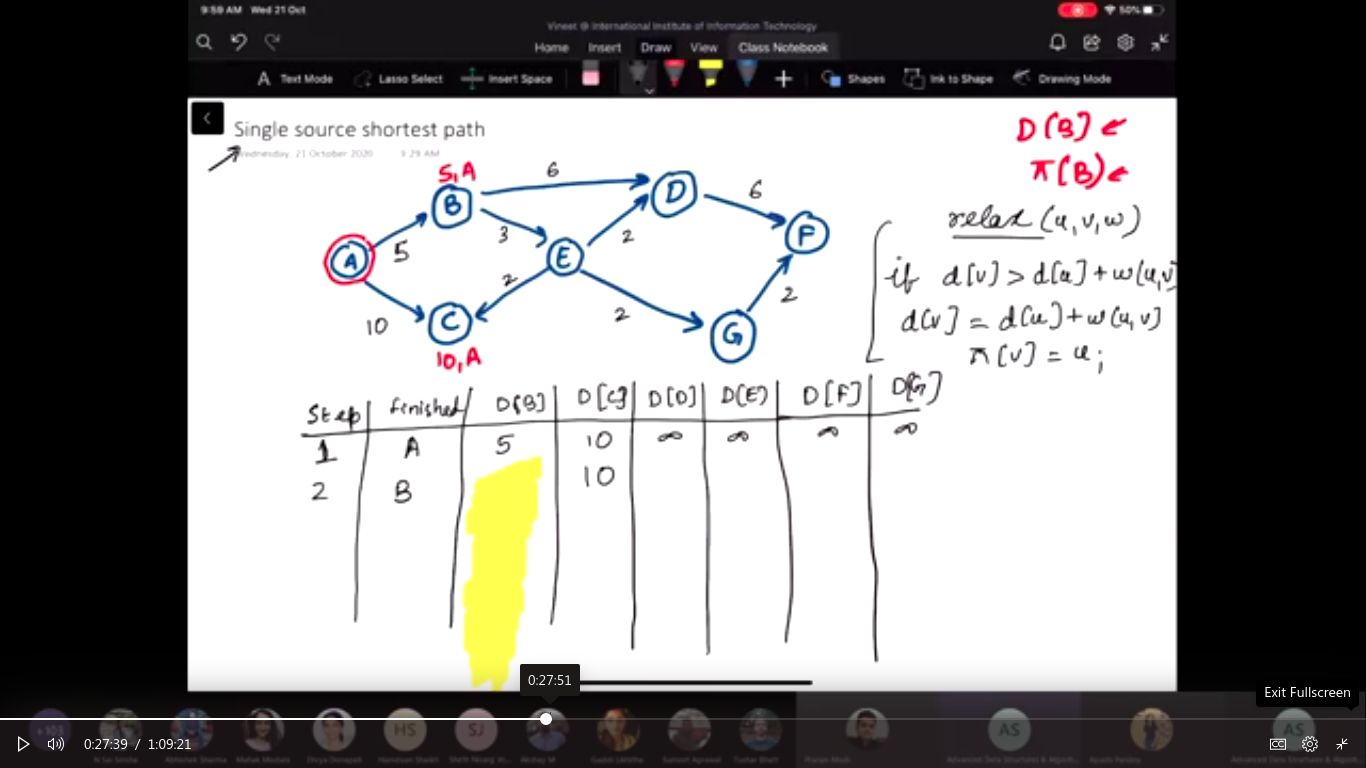 9:59 AM Wed 21 Oct
50%
Vineet @ International Institute of Information Technology
Home Insert Draw View Class Notebook
Text Mode Lasso Select Insert Space Shapes Ink to Shape Drawing Mode
Single source shortest path
Wednesday, 21 October 2020 9:29 AM
D[B] ←
π(B) ←
5,A
B
6
D
6
F
A
5
3
E
2
2
10
C
10,A
2
G
2
relax(u,v,w)
if d[v] > d[u] + w(u,v)
d[v] = d[u] + w(u,v)
π[v] = u;
Step finished D[B] D[C] D[D] D[E) D[F] D[G]
1 A 5 10 ∞ ∞ ∞ ∞
2 B 10
0:27:51
Exit Fullscreen
HS SJ AS AS
0:27:39 / 1:09:21
CC